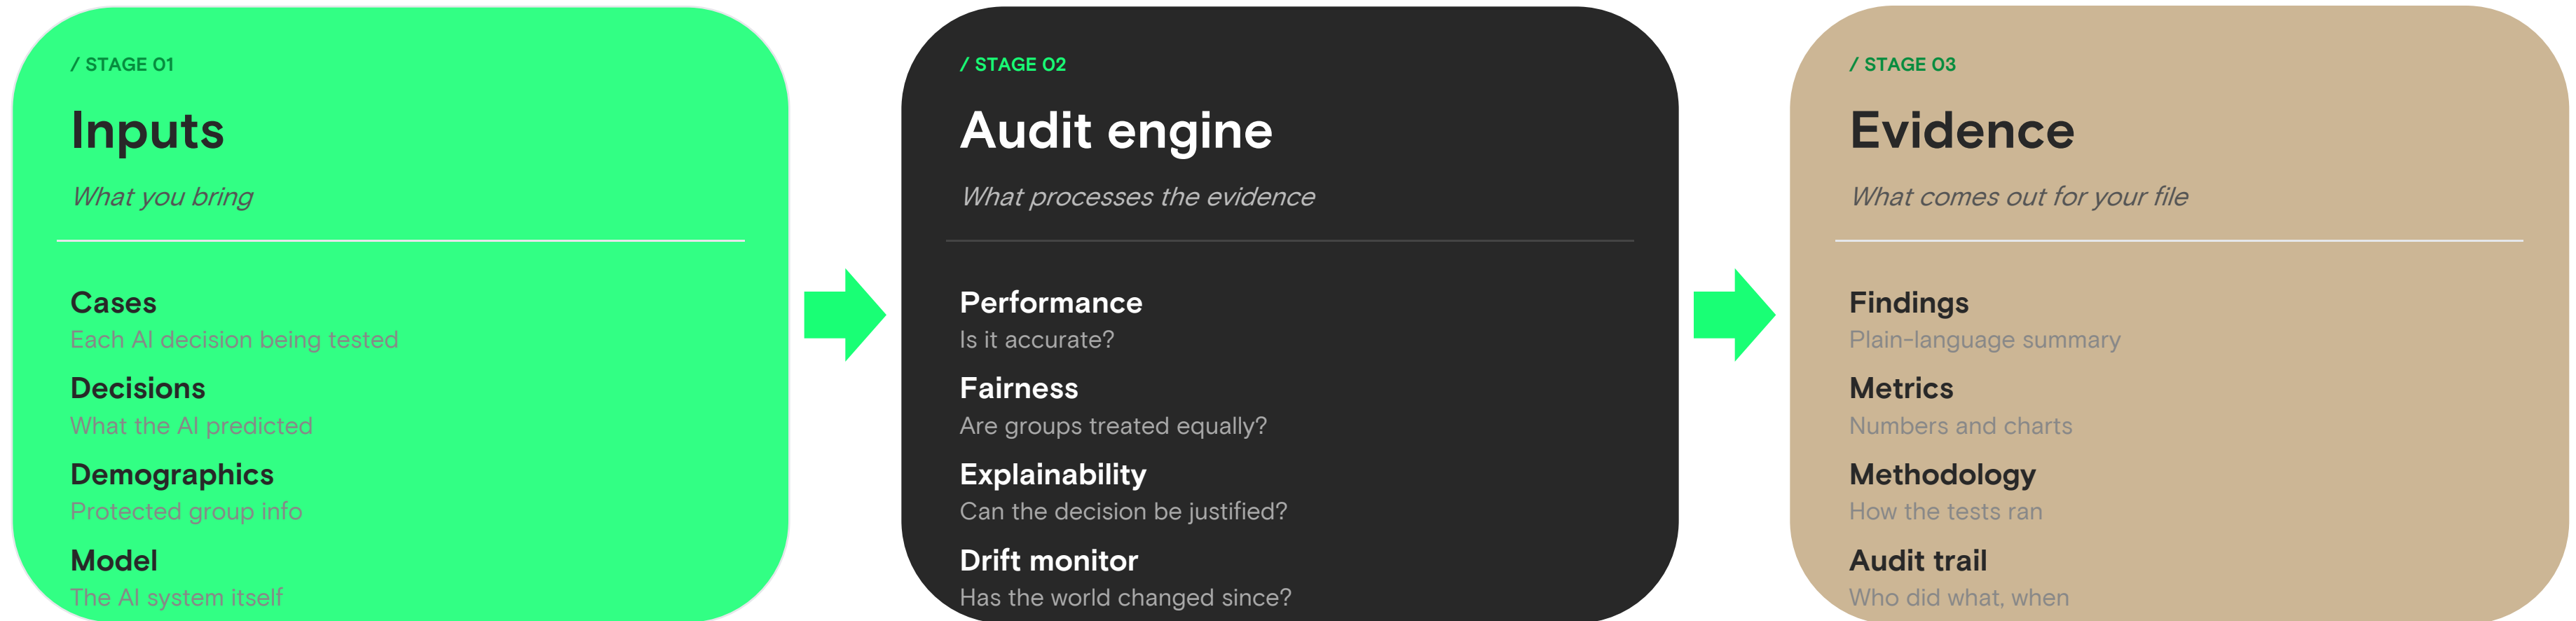 / STAGE 01
Inputs
What you bring
Cases
Each AI decision being tested
Decisions
What the AI predicted
Demographics
Protected group info
Model
The AI system itself
/ STAGE 02
Audit engine
What processes the evidence
Performance
Is it accurate?
Fairness
Are groups treated equally?
Explainability
Can the decision be justified?
Drift monitor
Has the world changed since?
/ STAGE 03
Evidence
What comes out for your file
Findings
Plain-language summary
Metrics
Numbers and charts
Methodology
How the tests ran
Audit trail
Who did what, when